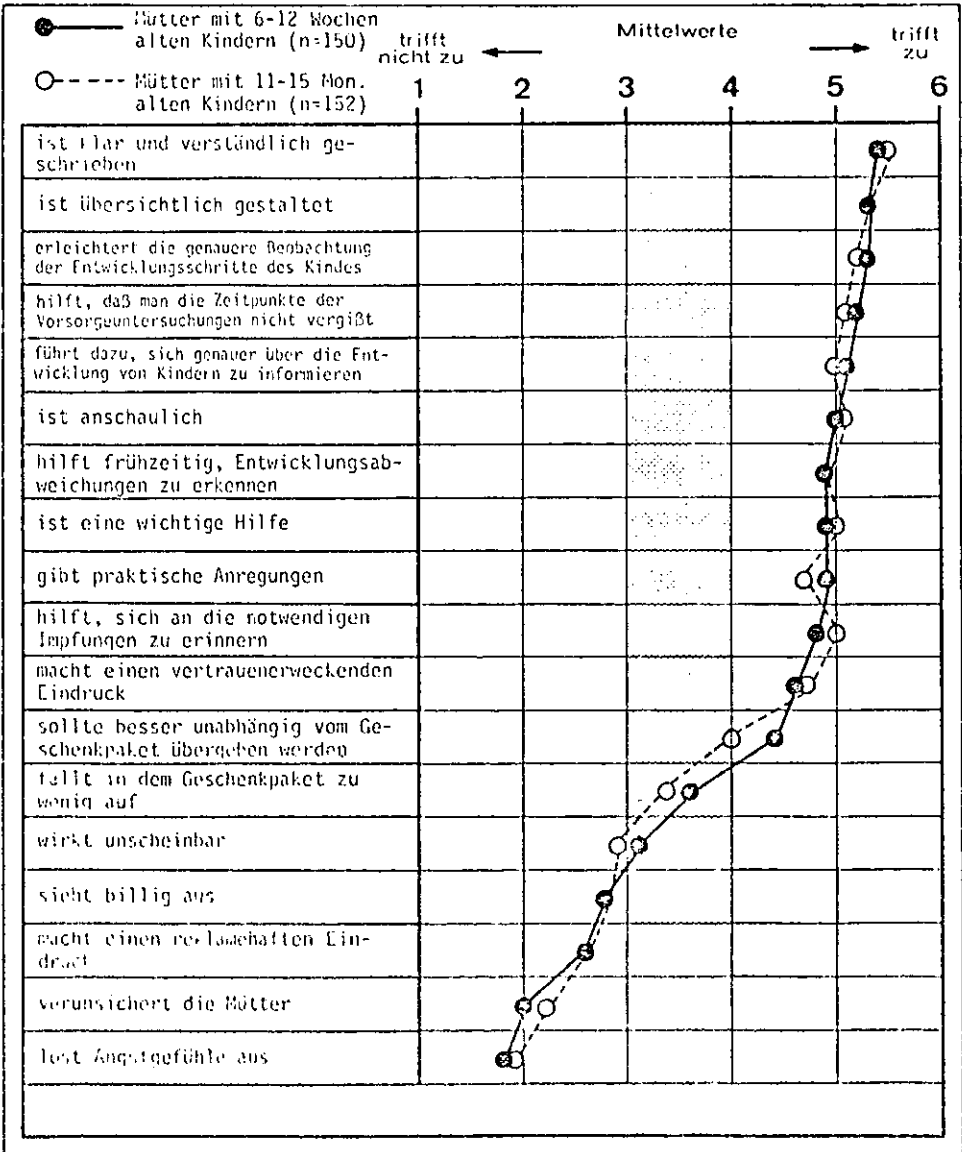 Mütter mit 6-12 Wochen
alten Kindern (n=150)
trifft
nicht zu
Mittelwerte
trifft
zu
Mütter mit 11-15 Mon.
alten Kindern (n=152)
1 2 3 4 5 6
ist klar und verständlich ge-
schrieben
ist übersichtlich gestaltet
erleichtert die genauere Beobachtung
der Entwicklungsschritte des Kindes
hilft, daß man die Zeitpunkte der
Vorsorgeuntersuchungen nicht vergißt
führt dazu, sich genauer über die Ent-
wicklung von Kindern zu informieren
ist anschaulich
hilft frühzeitig, Entwicklungsab-
weichungen zu erkennen
ist eine wichtige Hilfe
gibt praktische Anregungen
hilft, sich an die notwendigen
Impfungen zu erinnern
macht einen vertrauenerweckenden
Eindruck
sollte besser unabhängig vom Ge-
schenkpaket übergeben werden
fällt in dem Geschenkpaket zu
wenig auf
wirkt unscheinbar
sieht billig aus
macht einen reklamehaften Ein-
druck
verunsichert die Mütter
löst Angstgefühle aus